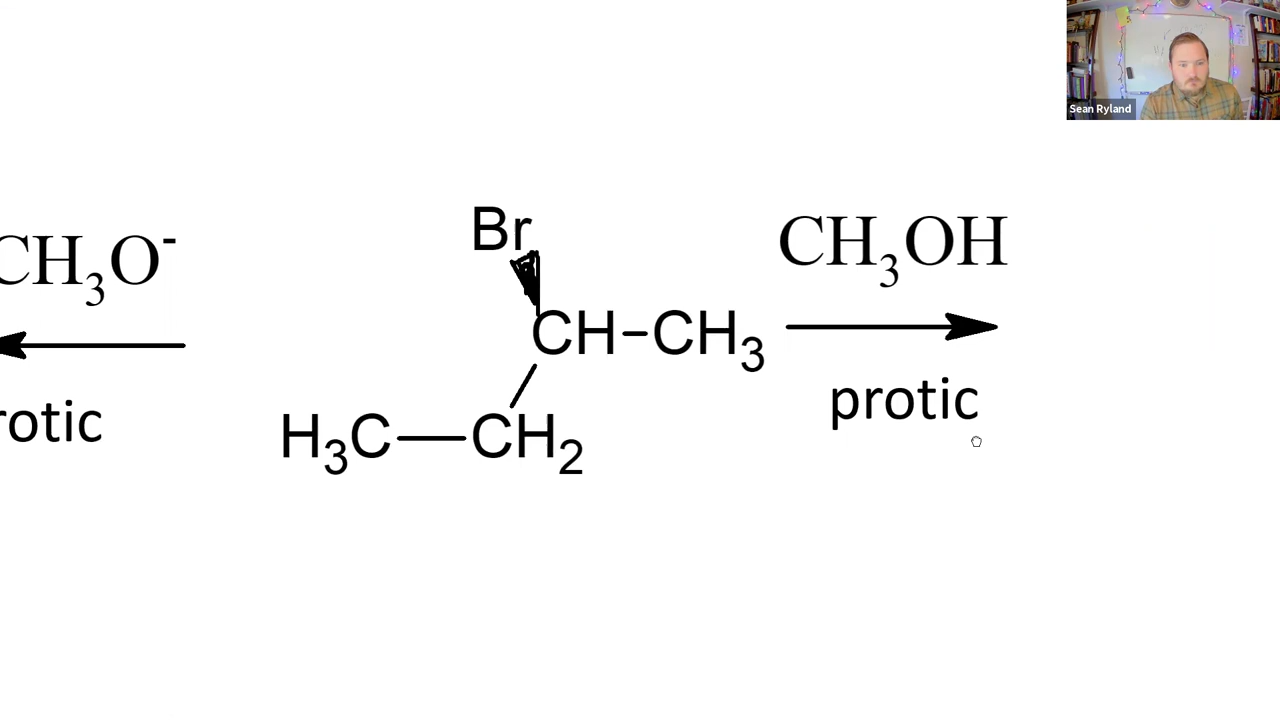 Sean Ryland
Br
CH₃O⁻
CH₃OH
CH-CH₃
rotic
protic
H₃C—CH₂